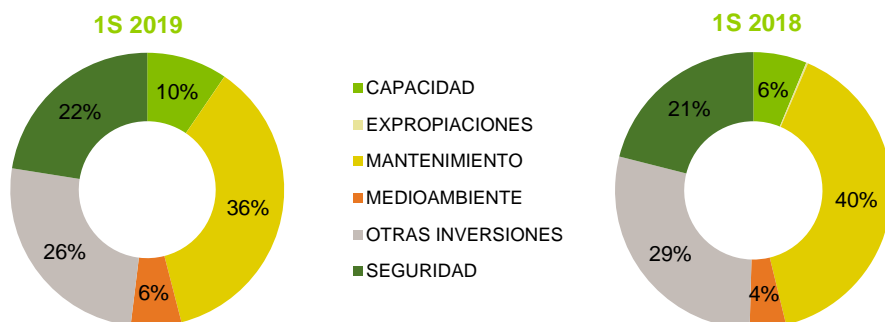 1S 2019
1S 2018
10%
36%
6%
26%
22%
CAPACIDAD
EXPROPIACIONES
MANTENIMIENTO
MEDIOAMBIENTE
OTRAS INVERSIONES
SEGURIDAD
6%
40%
4%
29%
21%